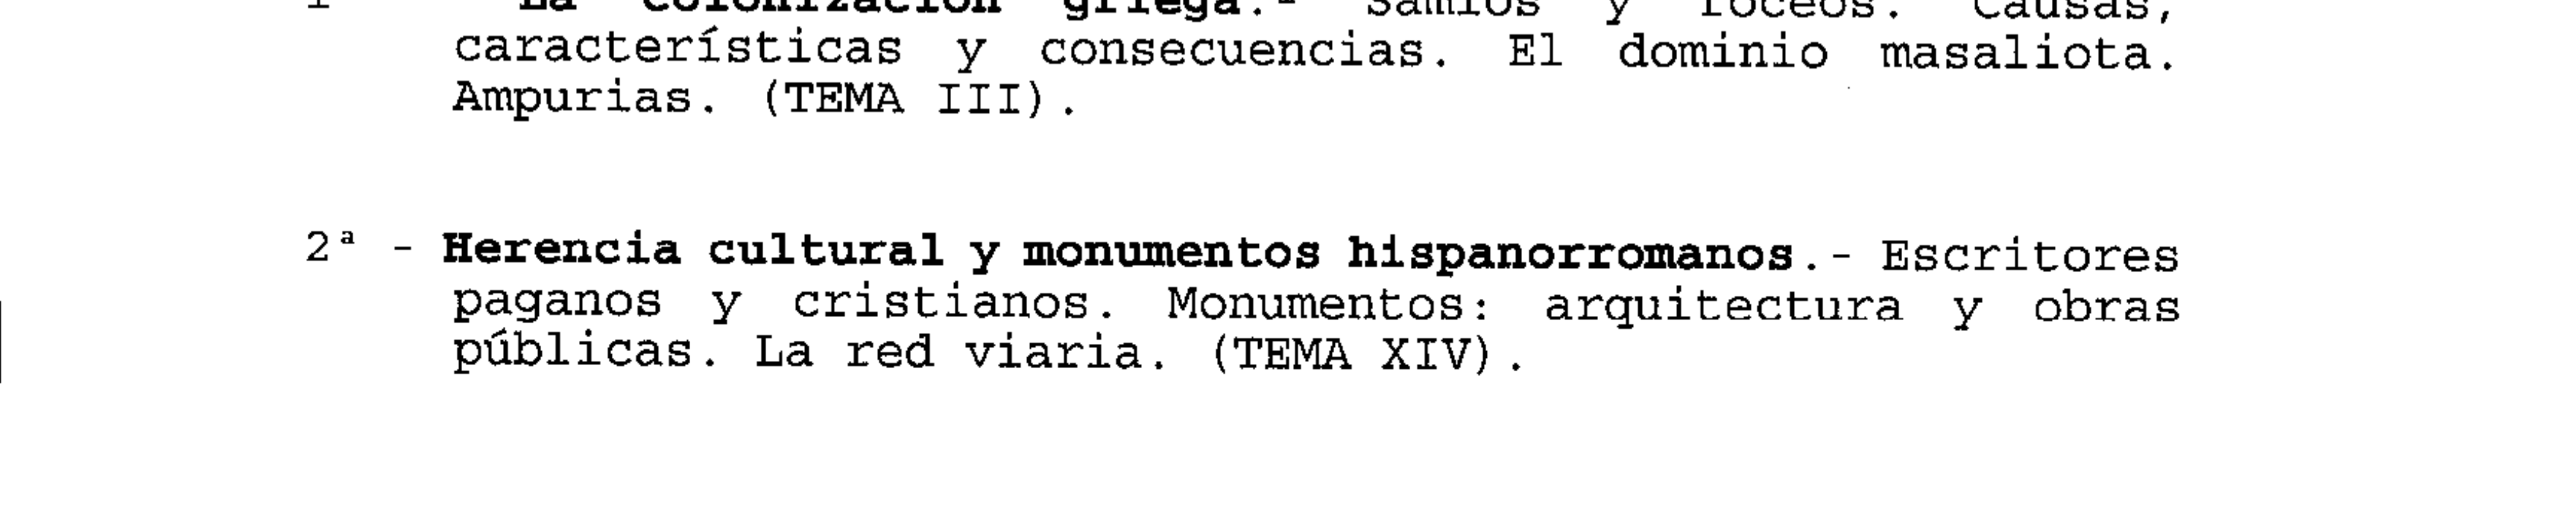 La colonización griega.- Samios y foceos. Causas,
características y consecuencias. El dominio masaliota.
Ampurias. (TEMA III).
2ª - Herencia cultural y monumentos hispanorromanos.- Escritores
paganos y cristianos. Monumentos: arquitectura y obras
públicas. La red viaria. (TEMA XIV).